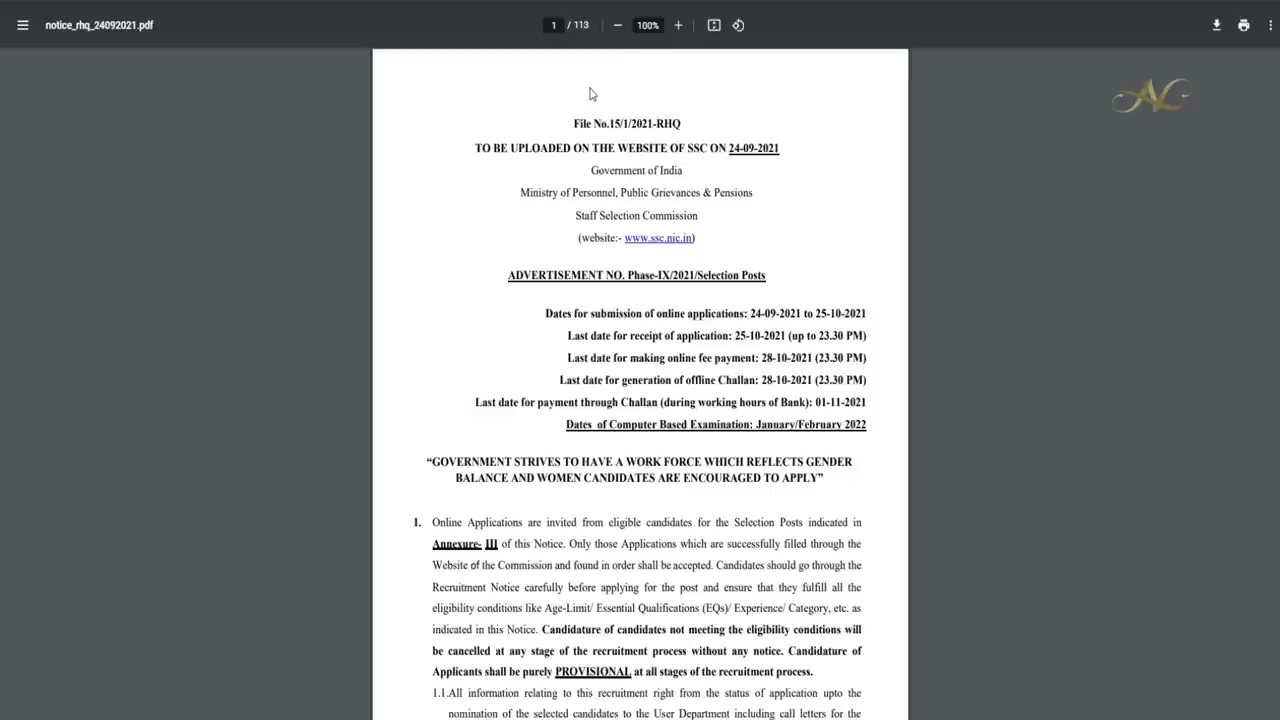 notice_rhq_24092021.pdf
1 / 113
100%
AC
File No.15/1/2021-RHQ
TO BE UPLOADED ON THE WEBSITE OF SSC ON 24-09-2021
Government of India
Ministry of Personnel, Public Grievances & Pensions
Staff Selection Commission
(website:- www.ssc.nic.in)
ADVERTISEMENT NO. Phase-IX/2021/Selection Posts
Dates for submission of online applications: 24-09-2021 to 25-10-2021
Last date for receipt of application: 25-10-2021 (up to 23.30 PM)
Last date for making online fee payment: 28-10-2021 (23.30 PM)
Last date for generation of offline Challan: 28-10-2021 (23.30 PM)
Last date for payment through Challan (during working hours of Bank): 01-11-2021
Dates of Computer Based Examination: January/February 2022
“GOVERNMENT STRIVES TO HAVE A WORK FORCE WHICH REFLECTS GENDER
BALANCE AND WOMEN CANDIDATES ARE ENCOURAGED TO APPLY”
1. Online Applications are invited from eligible candidates for the Selection Posts indicated in
Annexure- III of this Notice. Only those Applications which are successfully filled through the
Website of the Commission and found in order shall be accepted. Candidates should go through the
Recruitment Notice carefully before applying for the post and ensure that they fulfill all the
eligibility conditions like Age-Limit/ Essential Qualifications (EQs)/ Experience/ Category, etc. as
indicated in this Notice. Candidature of candidates not meeting the eligibility conditions will
be cancelled at any stage of the recruitment process without any notice. Candidature of
Applicants shall be purely PROVISIONAL at all stages of the recruitment process.
1.1.All information relating to this recruitment right from the status of application upto the
nomination of the selected candidates to the User Department including call letters for the